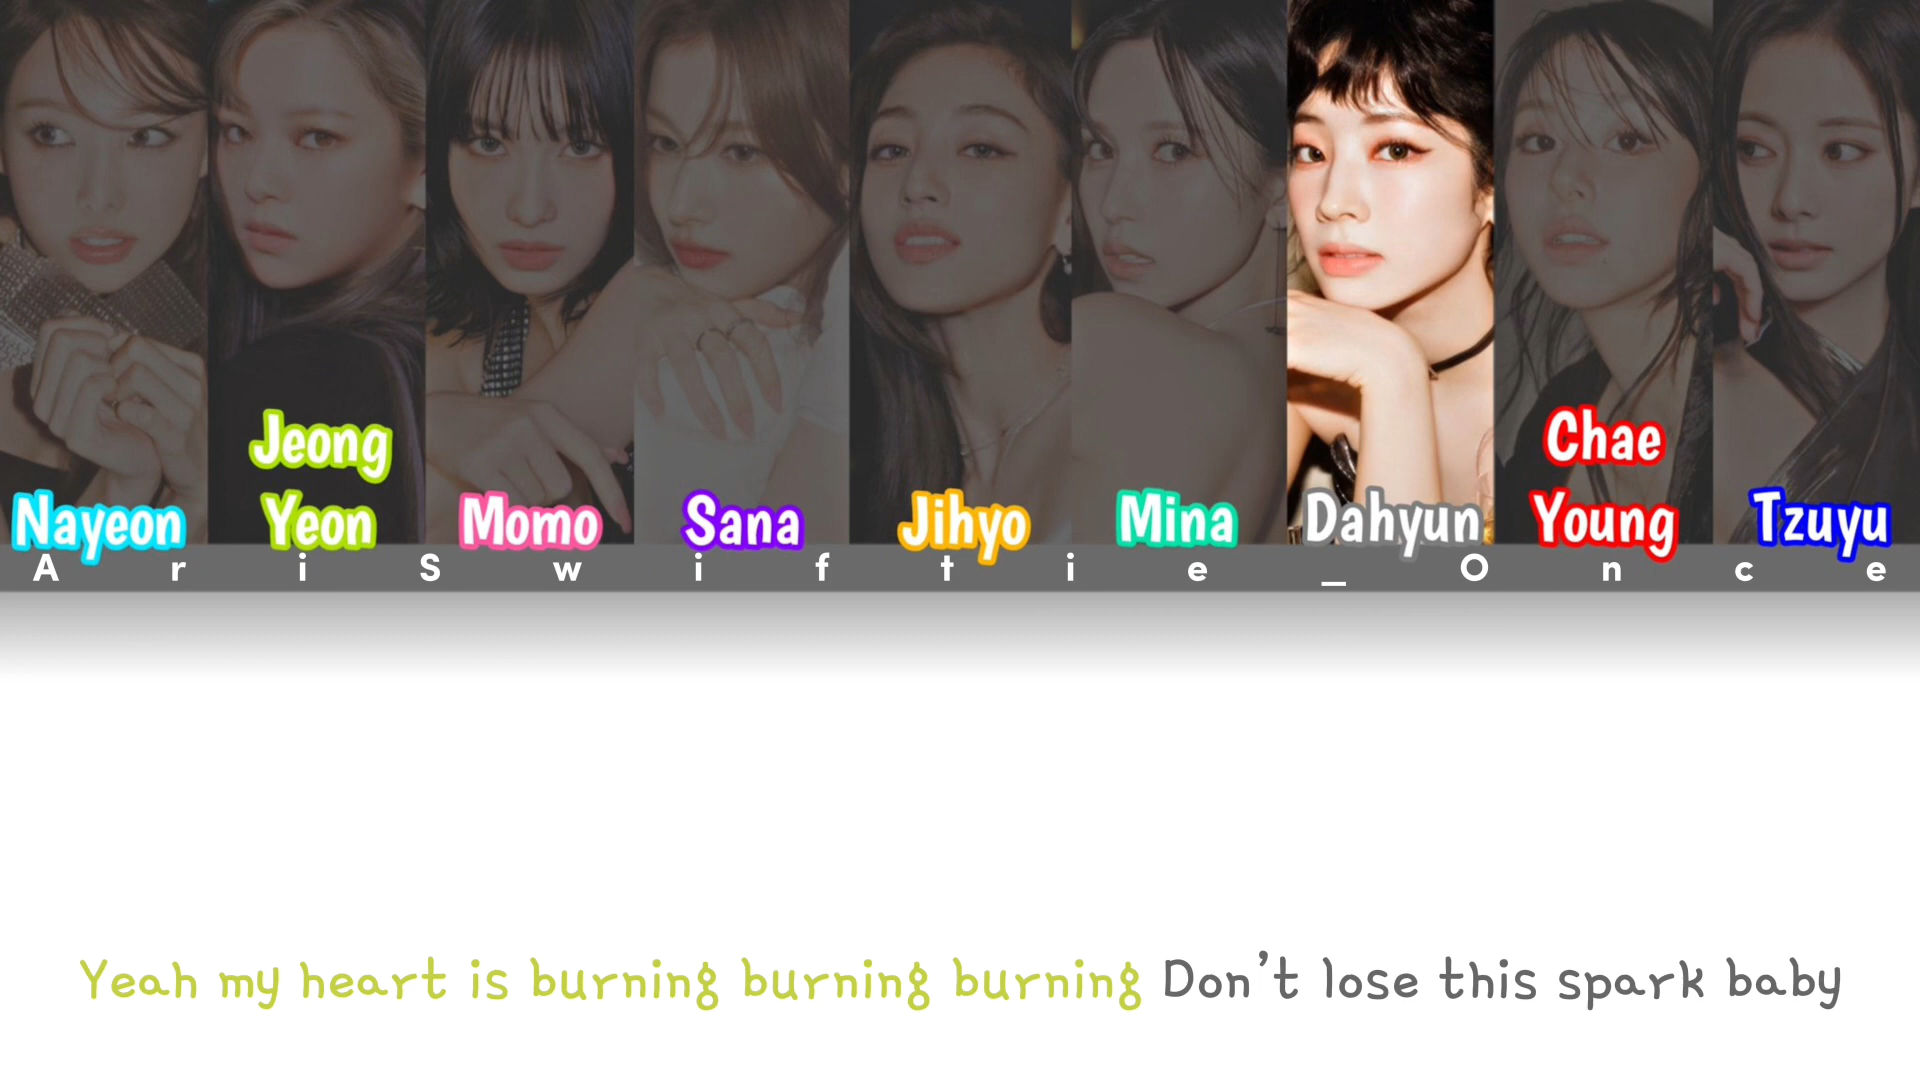 Nayeon
Jeong
Yeon
Momo
Sana
Jihyo
Mina
Dahyun
Chae
Young
Tzuyu
A r i S w i f t i e _ O n c e
Yeah my heart is burning burning burning Don't lose this spark baby